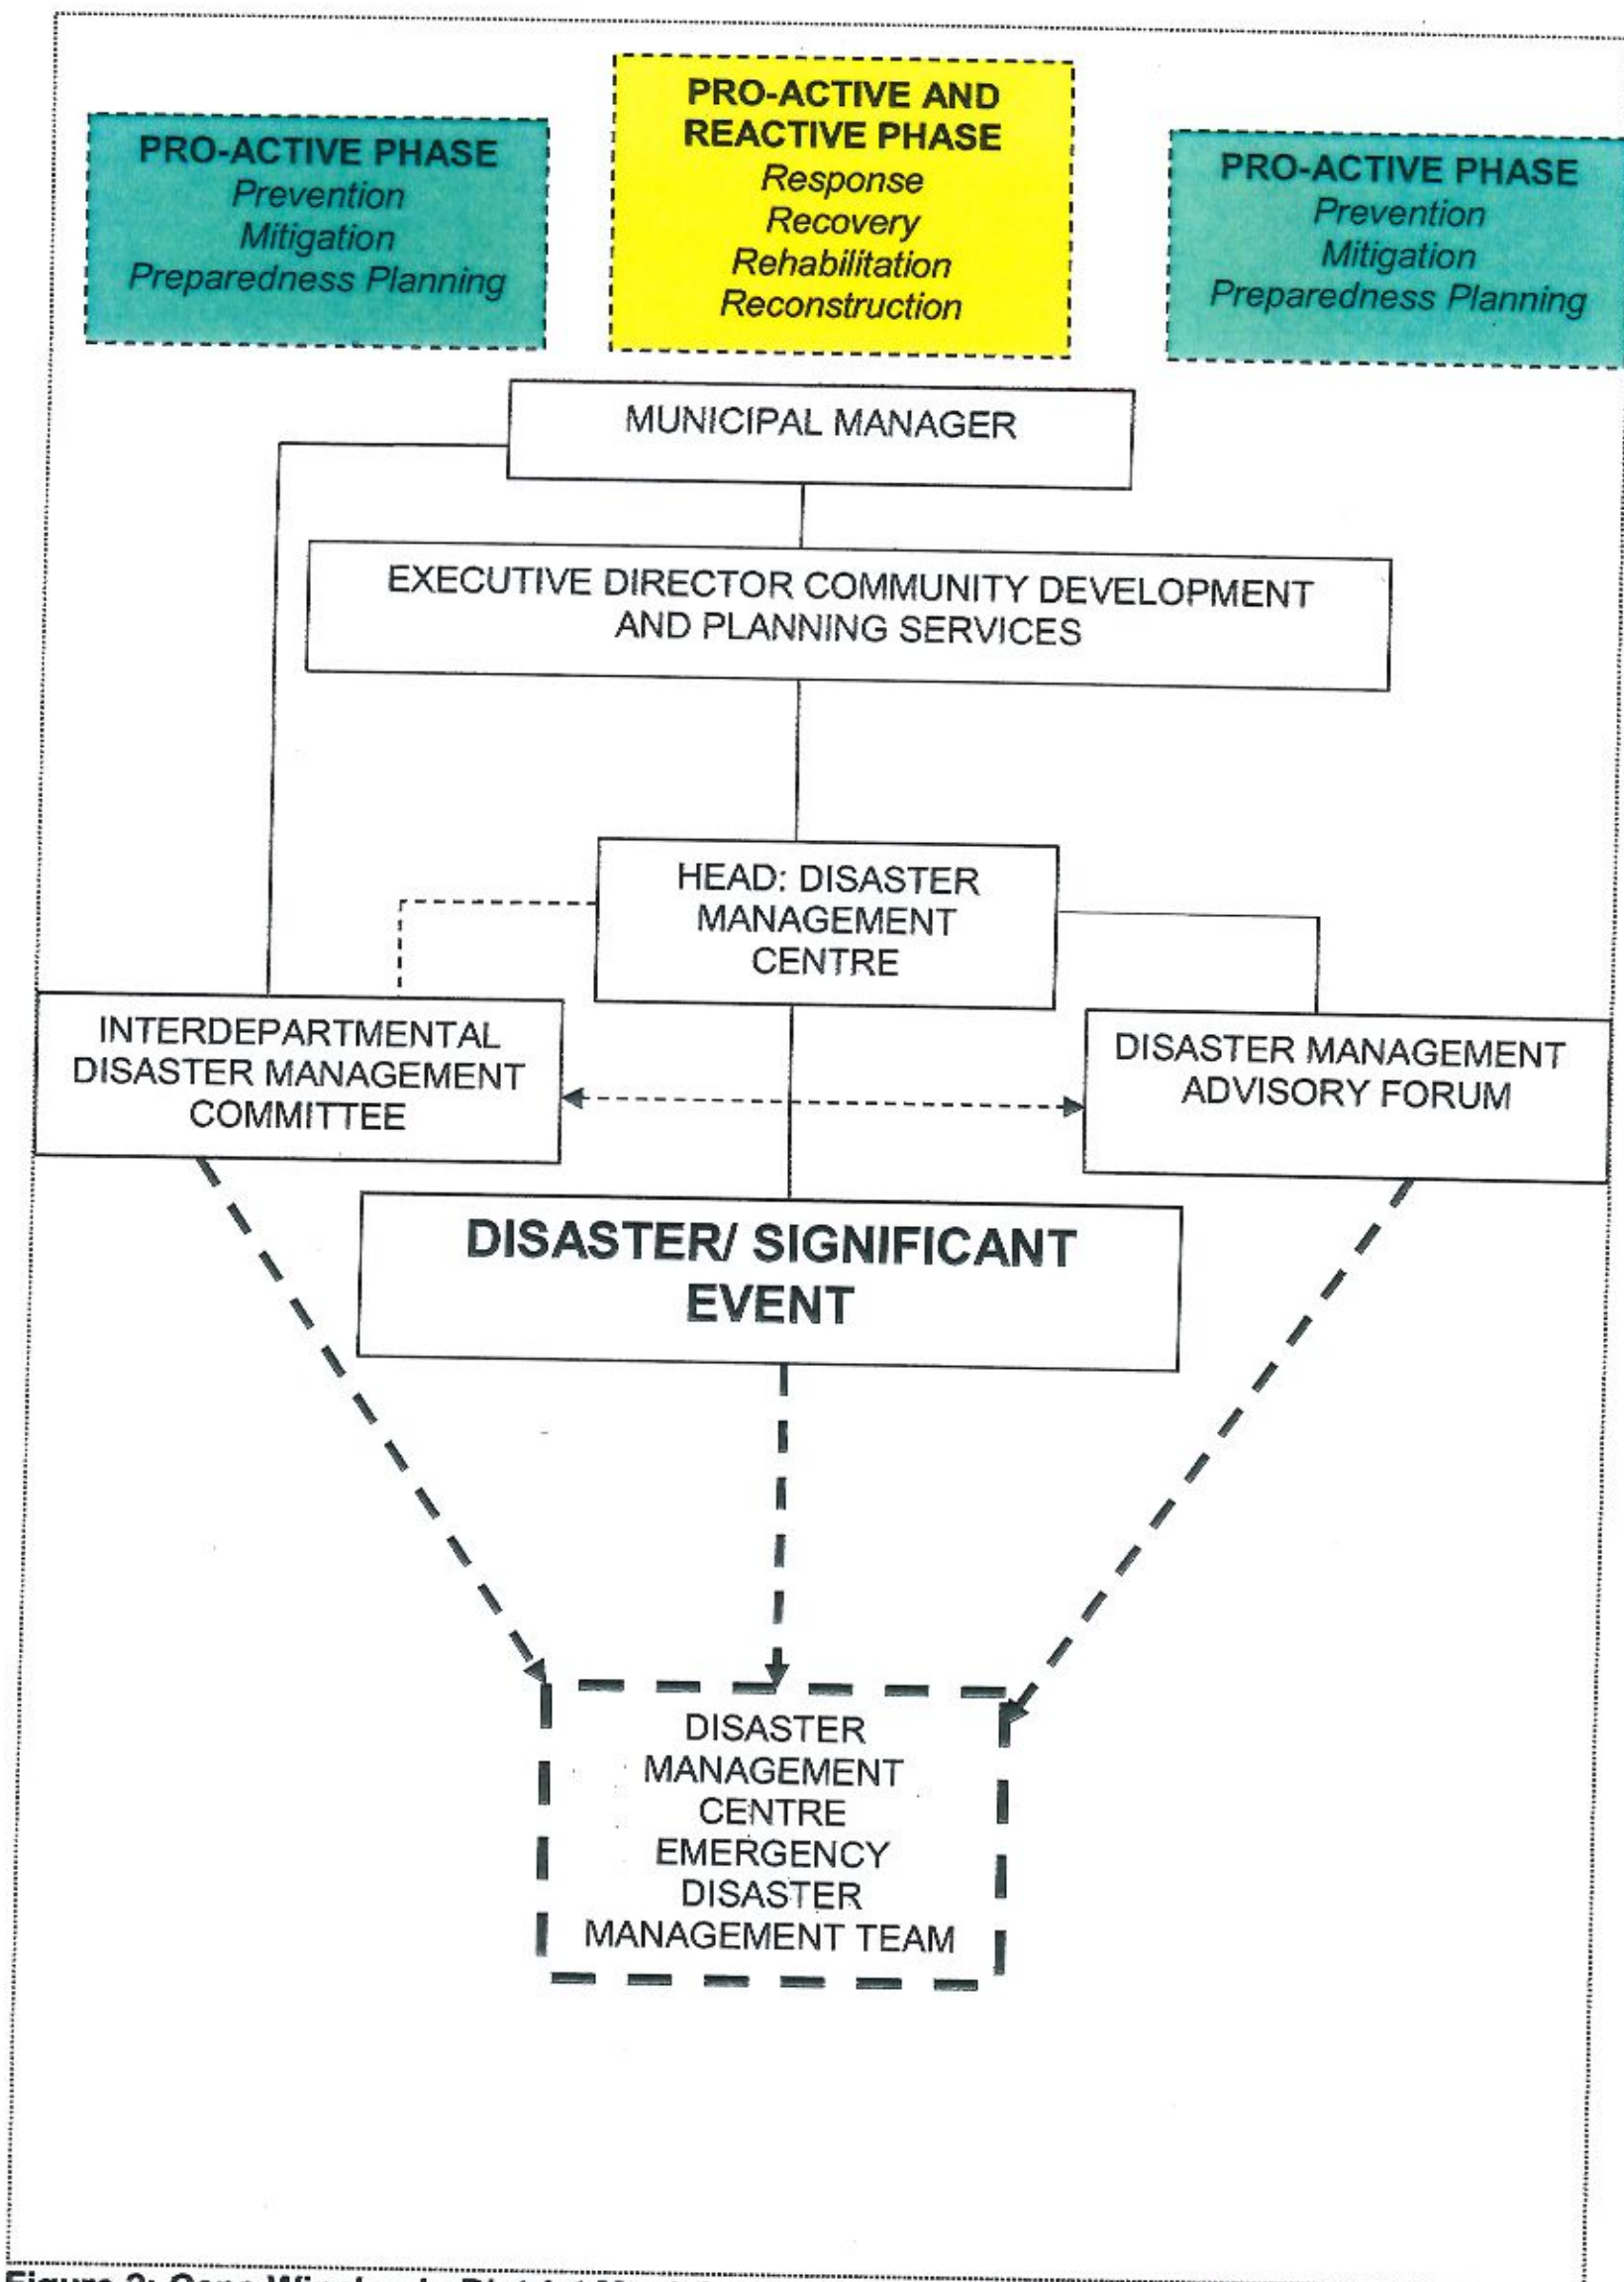 PRO-ACTIVE PHASE
Prevention
Mitigation
Preparedness Planning
PRO-ACTIVE AND
REACTIVE PHASE
Response
Recovery
Rehabilitation
Reconstruction
PRO-ACTIVE PHASE
Prevention
Mitigation
Preparedness Planning
MUNICIPAL MANAGER
EXECUTIVE DIRECTOR COMMUNITY DEVELOPMENT
AND PLANNING SERVICES
HEAD: DISASTER
MANAGEMENT
CENTRE
INTERDEPARTMENTAL
DISASTER MANAGEMENT
COMMITTEE
DISASTER MANAGEMENT
ADVISORY FORUM
DISASTER/ SIGNIFICANT
EVENT
DISASTER
MANAGEMENT
CENTRE
EMERGENCY
DISASTER
MANAGEMENT TEAM